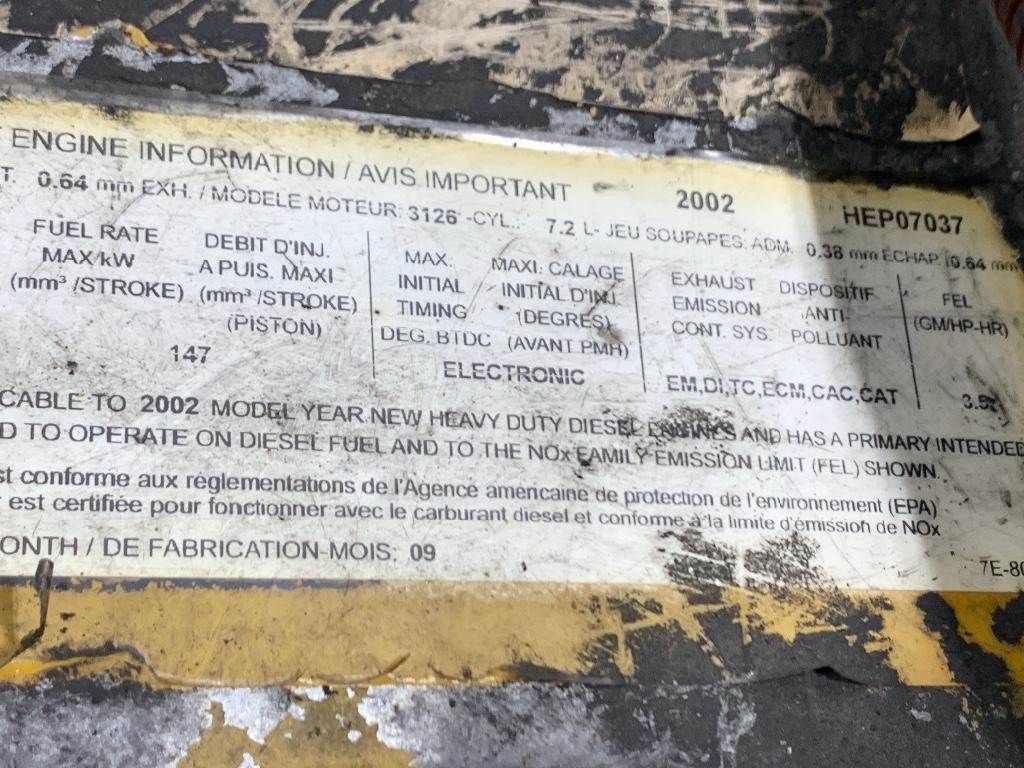 ENGINE INFORMATION / AVIS IMPORTANT 2002 HEP07037
T. 0.64 mm EXH. / MODELE MOTEUR: 3126 -CYL.: 7.2 L- JEU SOUPAPES: ADM. 0.38 mm ECHAP. 0.64 mm
FUEL RATE
MAX kW
(mm³ /STROKE)
DEBIT D'INJ.
A PUIS. MAXI
(mm³ /STROKE)
(PISTON)
147
MAX.
INITIAL
TIMING
DEG. BTDC
MAXI. CALAGE
INITIAL D'INJ.
(DEGRES)
(AVANT PMH)
ELECTRONIC
EXHAUST
EMISSION
CONT. SYS.
DISPOSITIF
ANTI-
POLLUANT
EM,DI,TC,ECM,CAC,CAT
FEL
(GM/HP-HR)
CABLE TO 2002 MODEL YEAR NEW HEAVY DUTY DIESEL ENGINES AND HAS A PRIMARY INTENDED
D TO OPERATE ON DIESEL FUEL AND TO THE NOx FAMILY EMISSION LIMIT (FEL) SHOWN.
st conforme aux réglementations de l'Agence américaine de protection de l'environnement (EPA)
est certifiée pour fonctionner avec le carburant diesel et conforme à la limite d'émission de NOx
ONTH / DE FABRICATION-MOIS: 09
7E-80